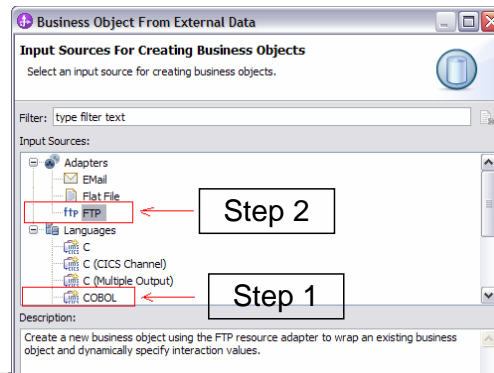 Business Object From External Data
Input Sources For Creating Business Objects
Select an input source for creating business objects.
Filter: type filter text
Input Sources:
Adapters
EMail
Flat File
ftp FTP
Step 2
Languages
C
C (CICS Channel)
C (Multiple Output)
COBOL
Step 1
Description:
Create a new business object using the FTP resource adapter to wrap an existing business
object and dynamically specify interaction values.